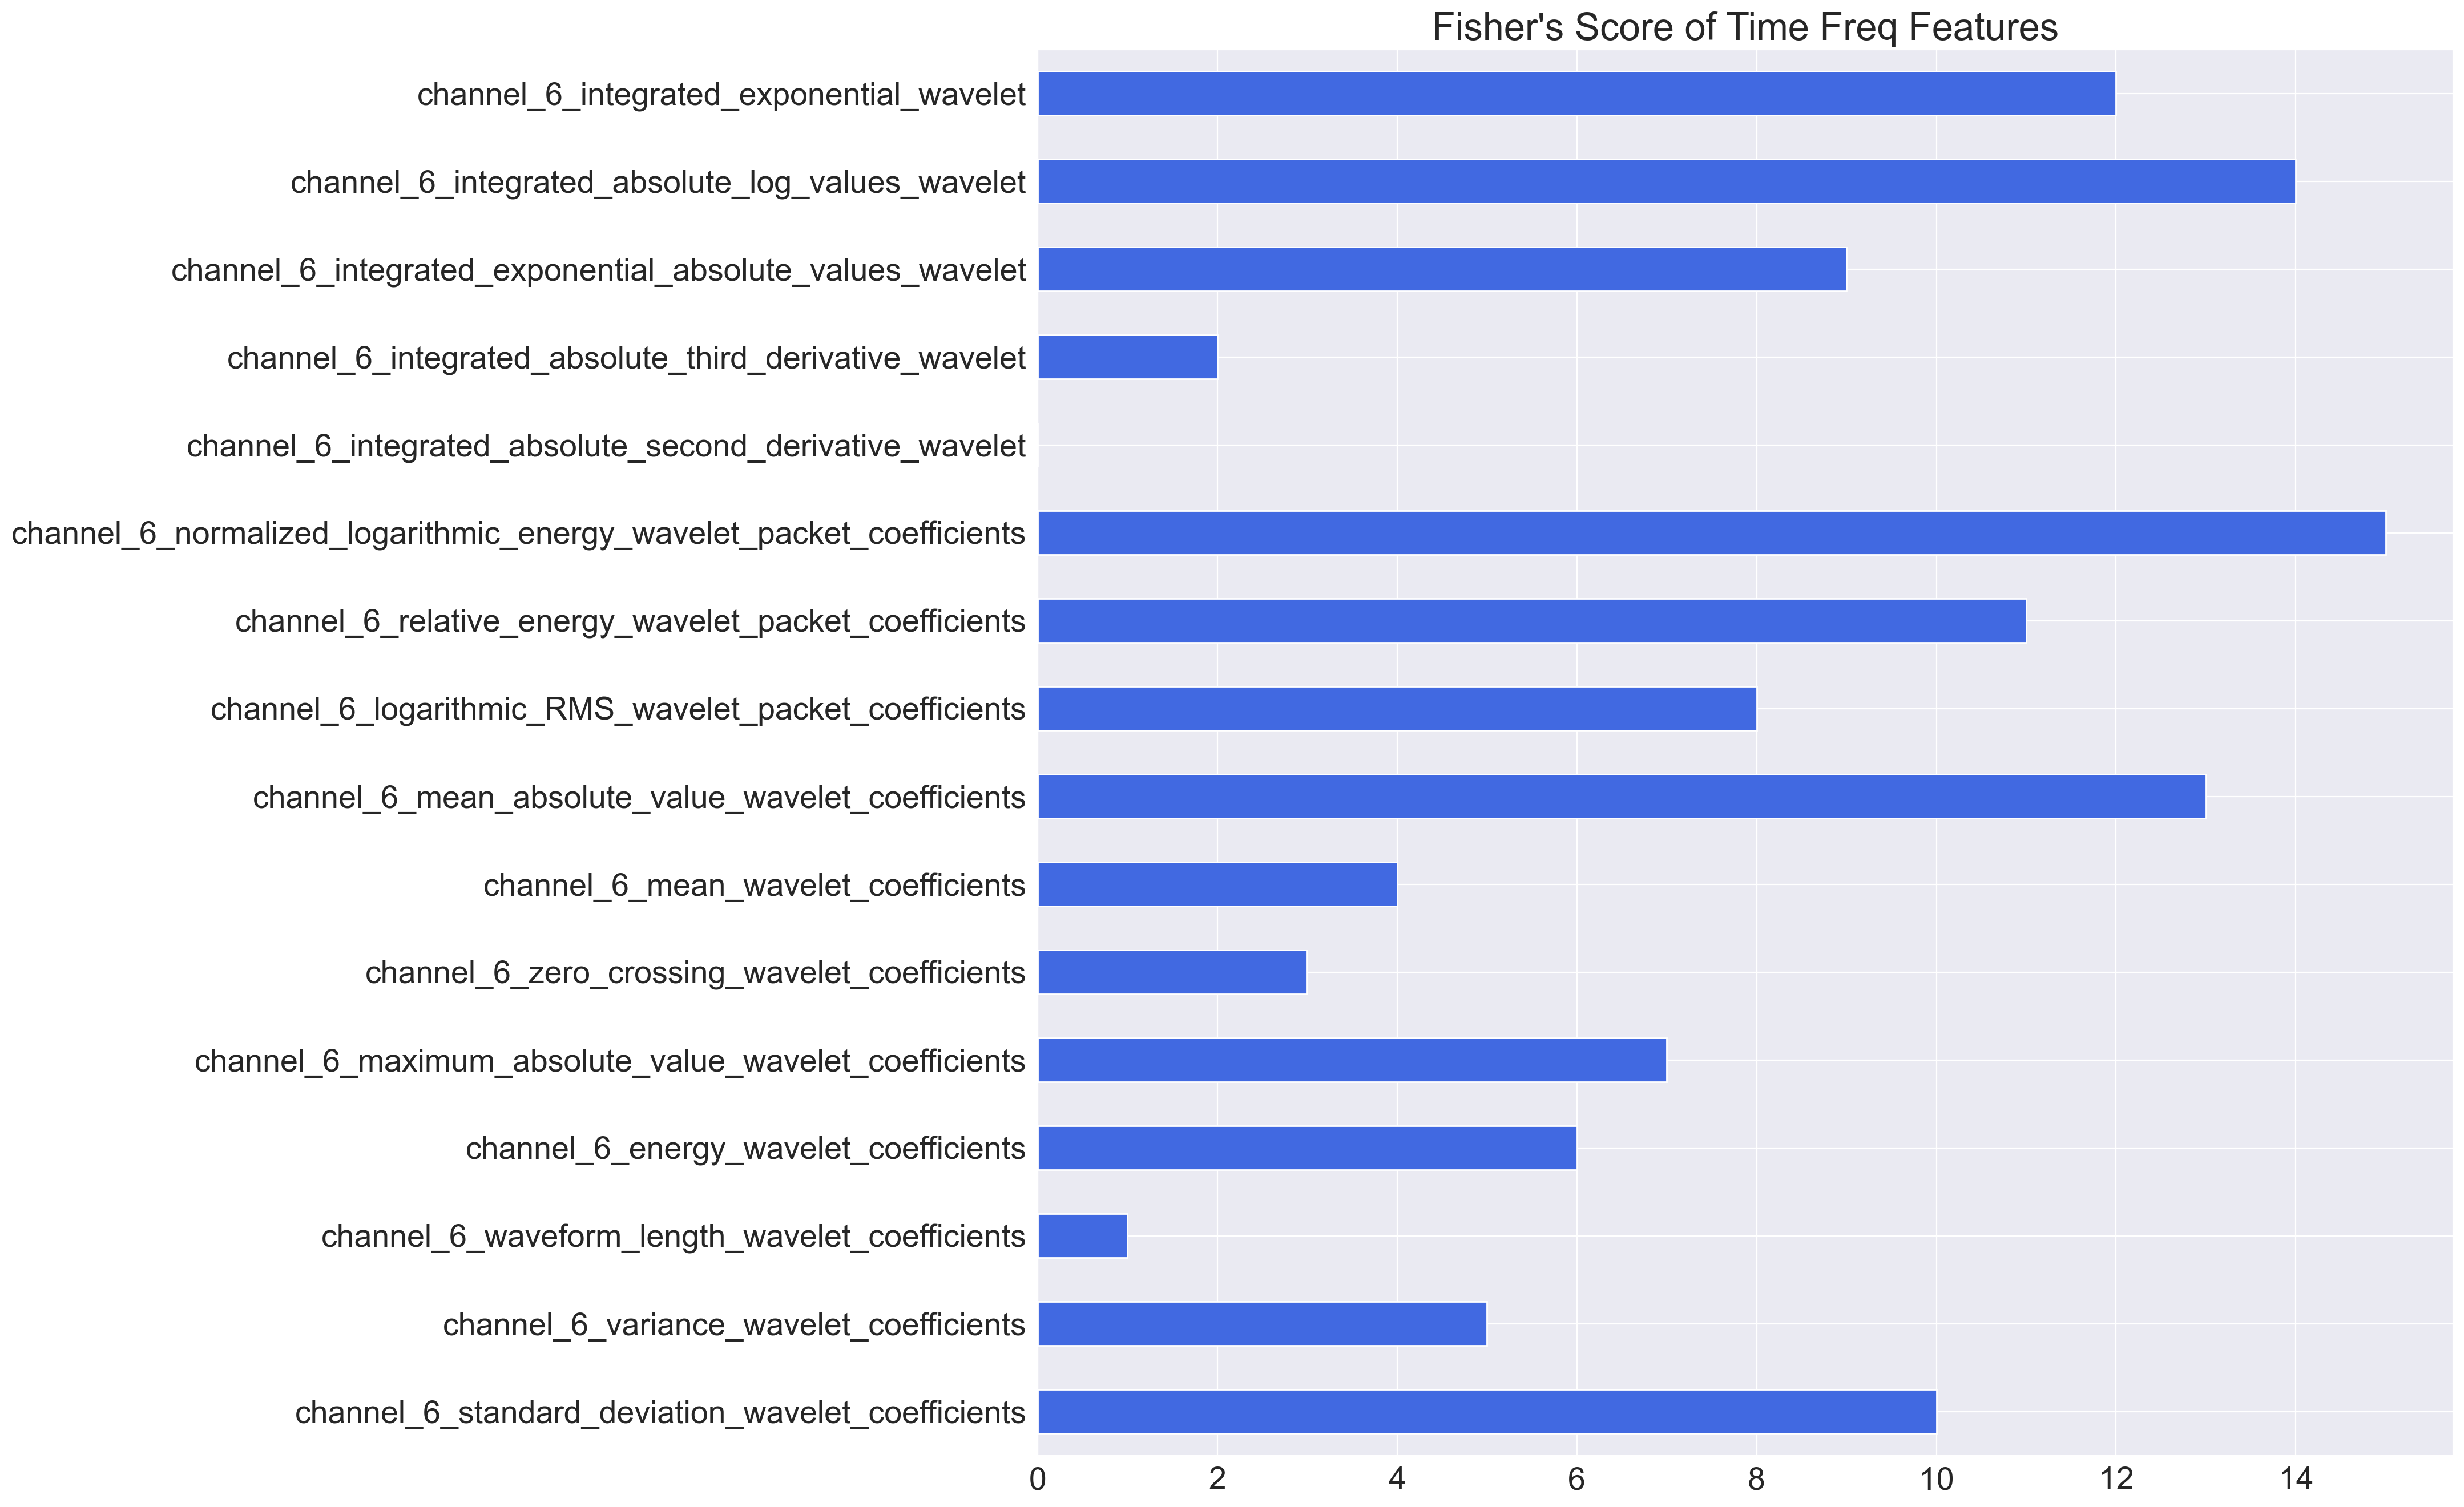 Fisher's Score of Time Freq Features
channel_6_integrated_exponential_wavelet
channel_6_integrated_absolute_log_values_wavelet
channel_6_integrated_exponential_absolute_values_wavelet
channel_6_integrated_absolute_third_derivative_wavelet
channel_6_integrated_absolute_second_derivative_wavelet
channel_6_normalized_logarithmic_energy_wavelet_packet_coefficients
channel_6_relative_energy_wavelet_packet_coefficients
channel_6_logarithmic_RMS_wavelet_packet_coefficients
channel_6_mean_absolute_value_wavelet_coefficients
channel_6_mean_wavelet_coefficients
channel_6_zero_crossing_wavelet_coefficients
channel_6_maximum_absolute_value_wavelet_coefficients
channel_6_energy_wavelet_coefficients
channel_6_waveform_length_wavelet_coefficients
channel_6_variance_wavelet_coefficients
channel_6_standard_deviation_wavelet_coefficients
0 2 4 6 8 10 12 14